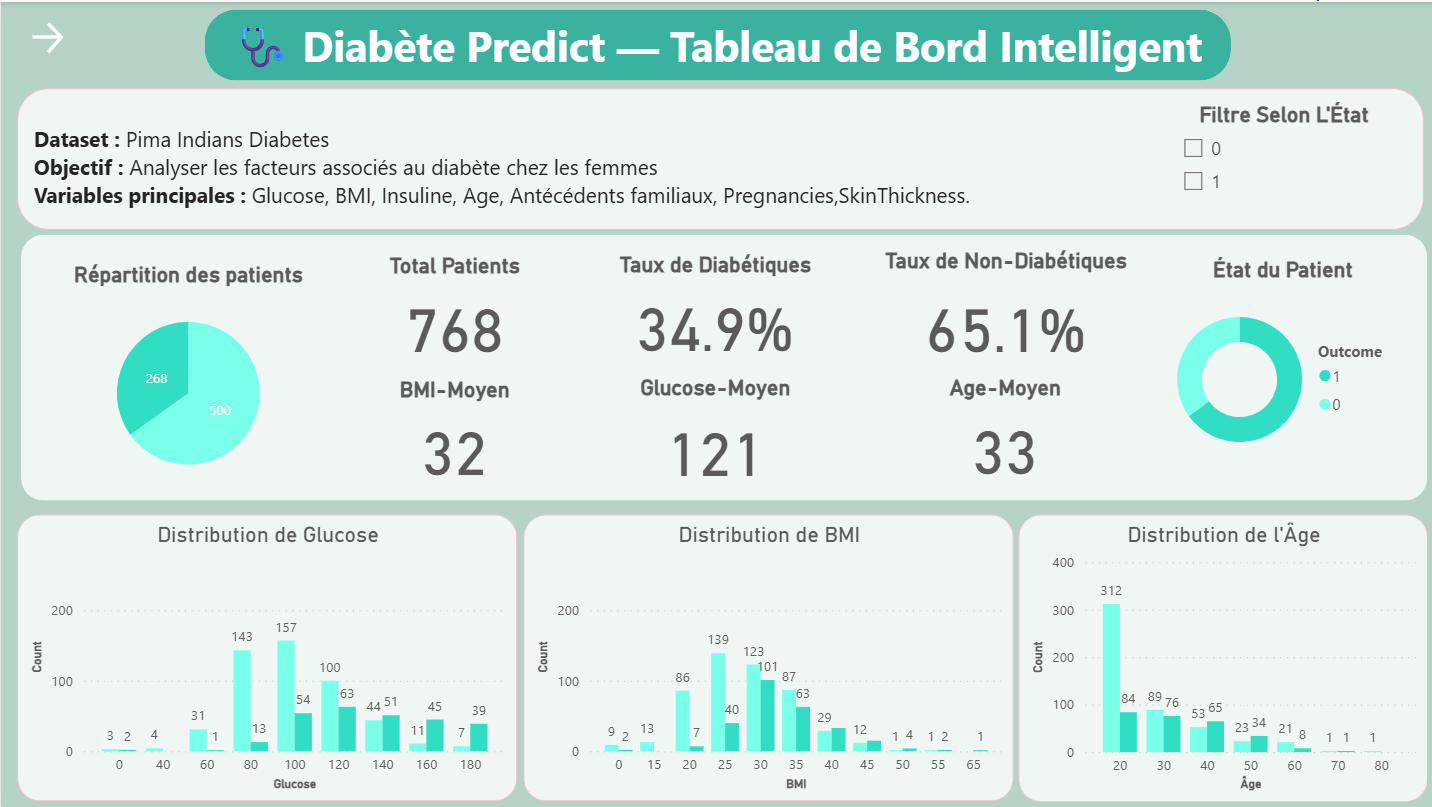 Diabète Predict — Tableau de Bord Intelligent
Dataset : Pima Indians Diabetes
Objectif : Analyser les facteurs associés au diabète chez les femmes
Variables principales : Glucose, BMI, Insuline, Age, Antécédents familiaux, Pregnancies,SkinThickness.
Filtre Selon L'État
0
1
Répartition des patients
268
500
Total Patients
768
BMI-Moyen
32
Taux de Diabétiques
34.9%
Glucose-Moyen
121
Taux de Non-Diabétiques
65.1%
Age-Moyen
33
État du Patient
Outcome
1
0
Distribution de Glucose
Count
200
100
0
3 2 4 31 1 143 13 157 54 100 63 44 51 11 45 7 39
0 40 60 80 100 120 140 160 180
Glucose
Distribution de BMI
Count
200
100
0
9 2 13 86 7 139 40 123 101 87 63 29 12 1 4 1 2 1
0 15 20 25 30 35 40 45 50 55 65
BMI
Distribution de l'Âge
Count
400
300
200
100
0
312 84 89 76 53 65 23 34 21 8 1 1 1
20 30 40 50 60 70 80
Âge